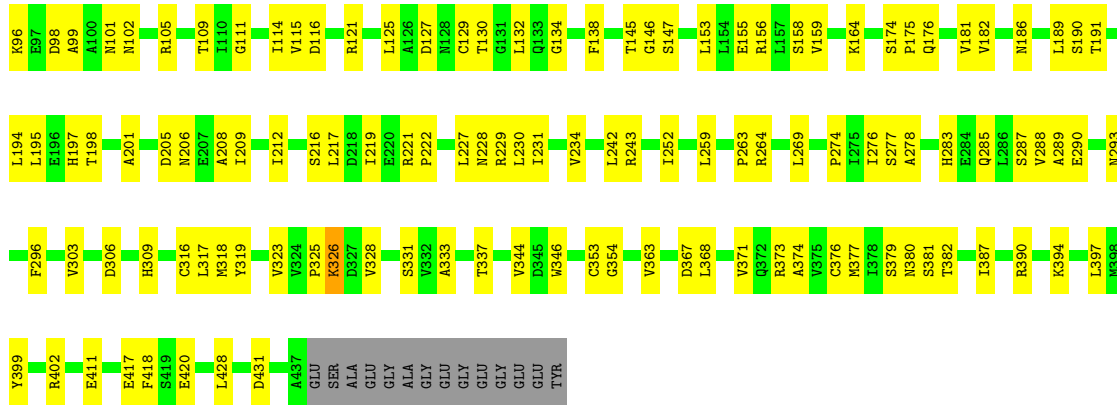 K96 E97 D98 A99 A100 N101 N102 R105 T109 I110 G111 I114 V115 D116 R121 L125 A126 D127 N128 C129 T130 G131 L132 Q133 G134 F138 T145 G146 S147 L153 L154 E155 R156 L157 S158 V159 K164 S174 P175 Q176 V181 V182 N186 L189 S190 T191
L194 L195 E196 H197 T198 A201 D205 N206 E207 A208 I209 I212 S216 L217 D218 I219 E220 R221 P222 L227 N228 R229 L230 I231 V234 L242 R243 I252 L259 P263 R264 L269 P274 I275 I276 S277 A278 H283 E284 Q285 L286 S287 V288 A289 E290 N293
F296 V303 D306 H309 C316 L317 M318 Y319 V323 V324 P325 K326 D327 V328 S331 V332 A333 T337 V344 D345 W346 C353 G354 V363 D367 L368 V371 Q372 R373 A374 V375 C376 M377 I378 S379 N380 S381 T382 I387 R390 K394 L397 M398
Y399 R402 E411 E417 F418 S419 E420 L428 D431 A437 GLU SER ALA GLU GLU GLY ALA GLY GLU GLY GLU GLU GLY GLU GLU TYR